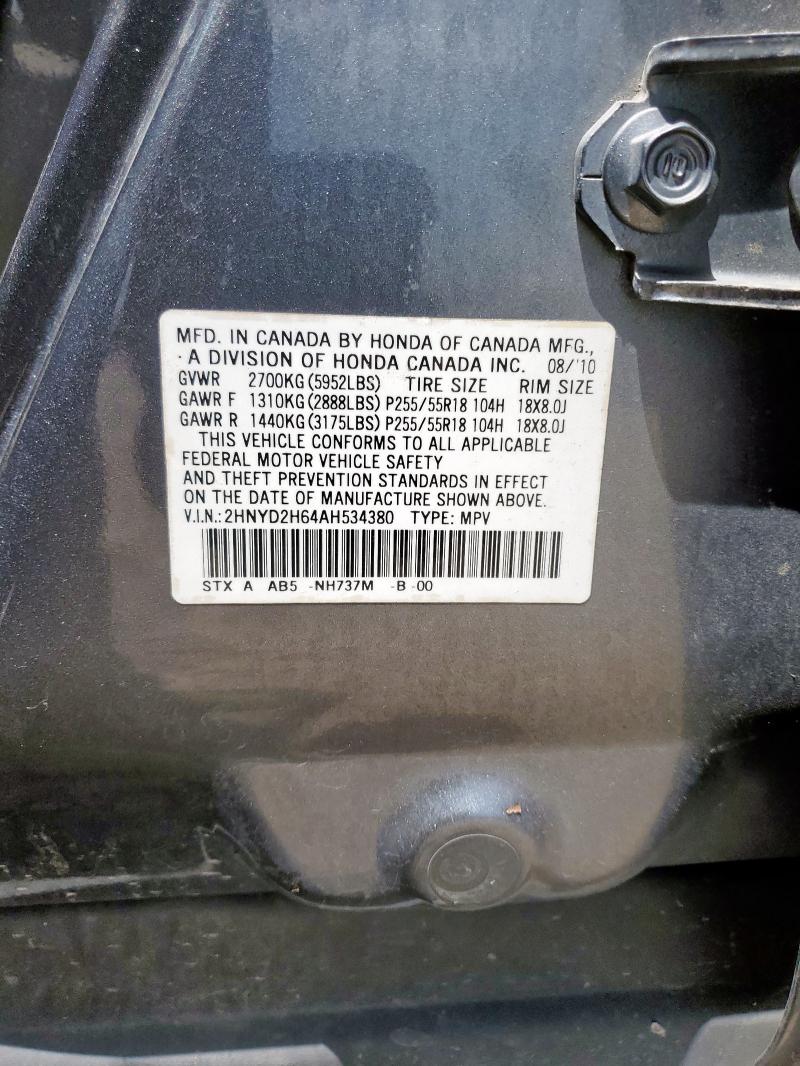 MFD. IN CANADA BY HONDA OF CANADA MFG.,
A DIVISION OF HONDA CANADA INC. 08/'10
GVWR 2700KG (5952LBS) TIRE SIZE RIM SIZE
GAWR F 1310KG (2888LBS) P255/55R18 104H 18X8.0J
GAWR R 1440KG (3175LBS) P255/55R18 104H 18X8.0J
THIS VEHICLE CONFORMS TO ALL APPLICABLE
FEDERAL MOTOR VEHICLE SAFETY
AND THEFT PREVENTION STANDARDS IN EFFECT
ON THE DATE OF MANUFACTURE SHOWN ABOVE.
V.I.N.: 2HNYD2H64AH534380 TYPE: MPV
STX A AB5 -NH737M -B -00